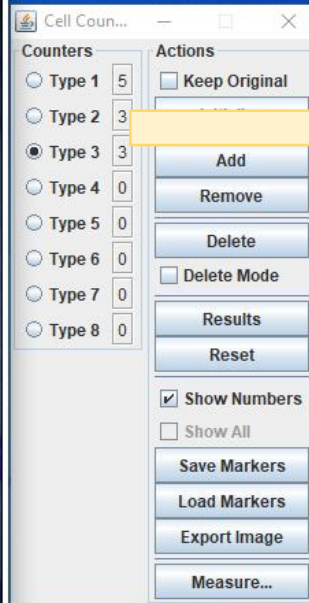 Cell Coun...
Counters
Type 1 5
Type 2 3
Type 3 3
Type 4 0
Type 5 0
Type 6 0
Type 7 0
Type 8 0
Actions
Keep Original
Add
Remove
Delete
Delete Mode
Results
Reset
Show Numbers
Show All
Save Markers
Load Markers
Export Image
Measure...